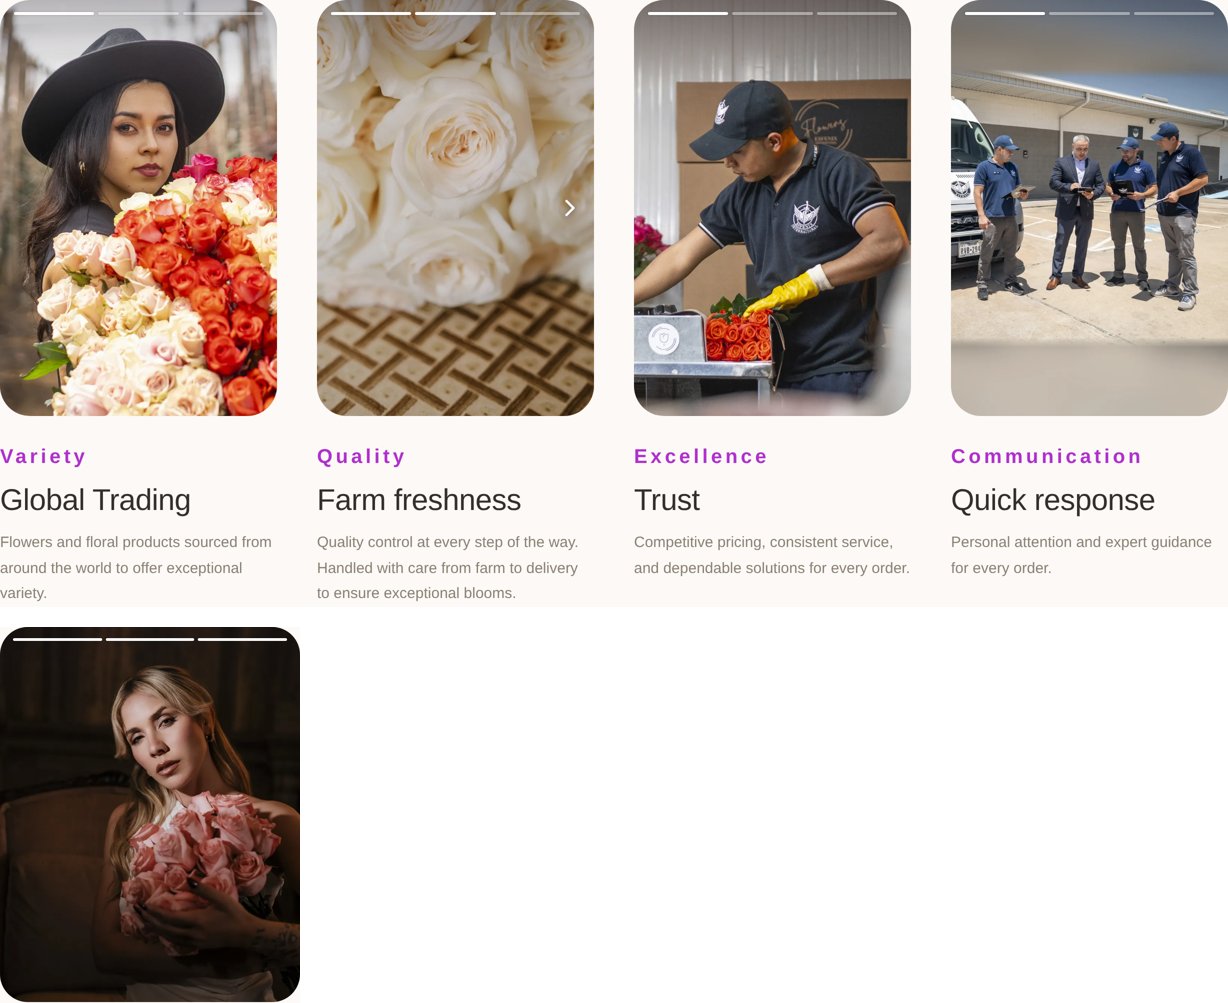 Flowers
Variety
Global Trading
Flowers and floral products sourced from
around the world to offer exceptional
variety.
Quality
Farm freshness
Quality control at every step of the way.
Handled with care from farm to delivery
to ensure exceptional blooms.
Excellence
Trust
Competitive pricing, consistent service,
and dependable solutions for every order.
Communication
Quick response
Personal attention and expert guidance
for every order.